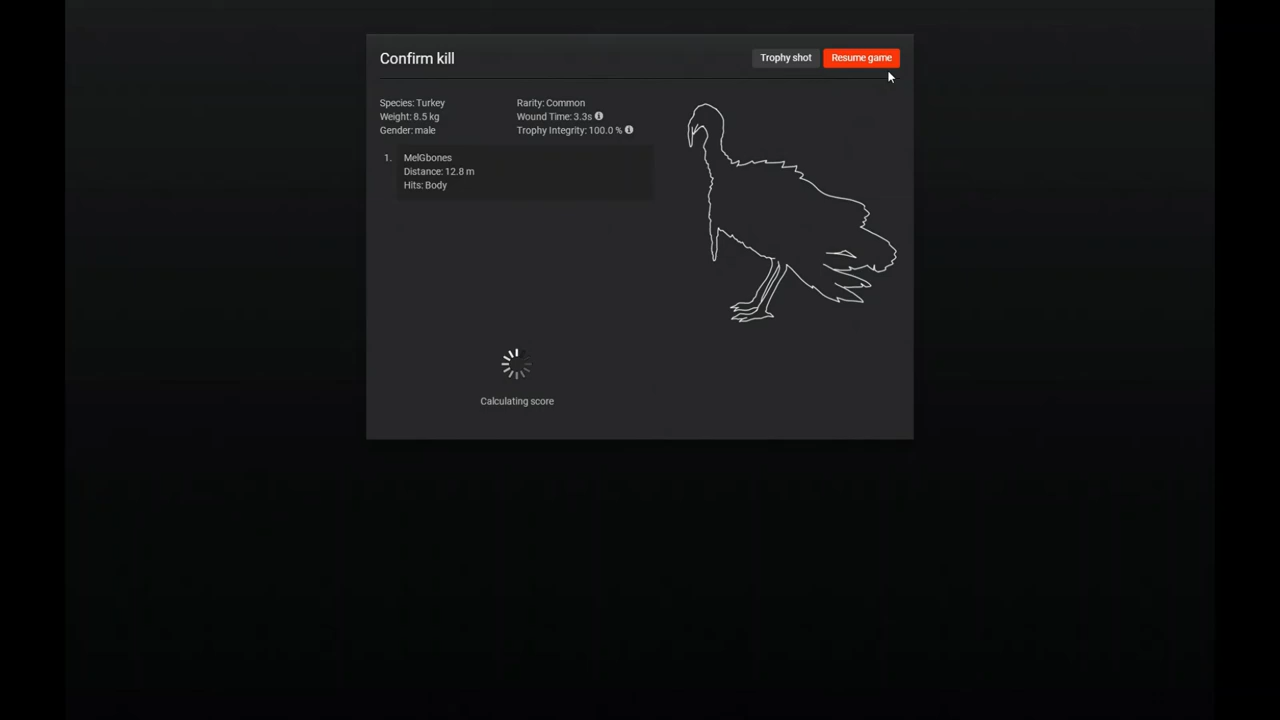 Confirm kill
Trophy shot
Resume game
Species: Turkey
Weight: 8.5 kg
Gender: male
Rarity: Common
Wound Time: 3.3s
Trophy Integrity: 100.0 %
1. MelGbones
Distance: 12.8 m
Hits: Body
Calculating score